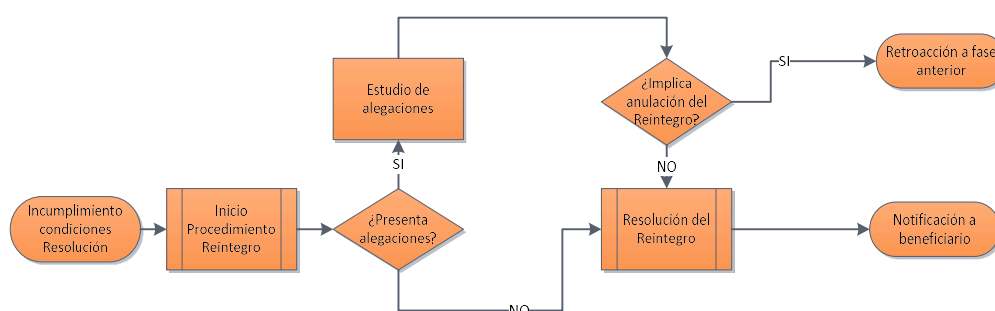 Incumplimiento
condiciones
Resolución
Inicio
Procedimiento
Reintegro
¿Presenta
alegaciones?
SI
Estudio de
alegaciones
¿Implica
anulación del
Reintegro?
SI
Retroacción a fase
anterior
NO
NO
Resolución del
Reintegro
Notificación a
beneficiario